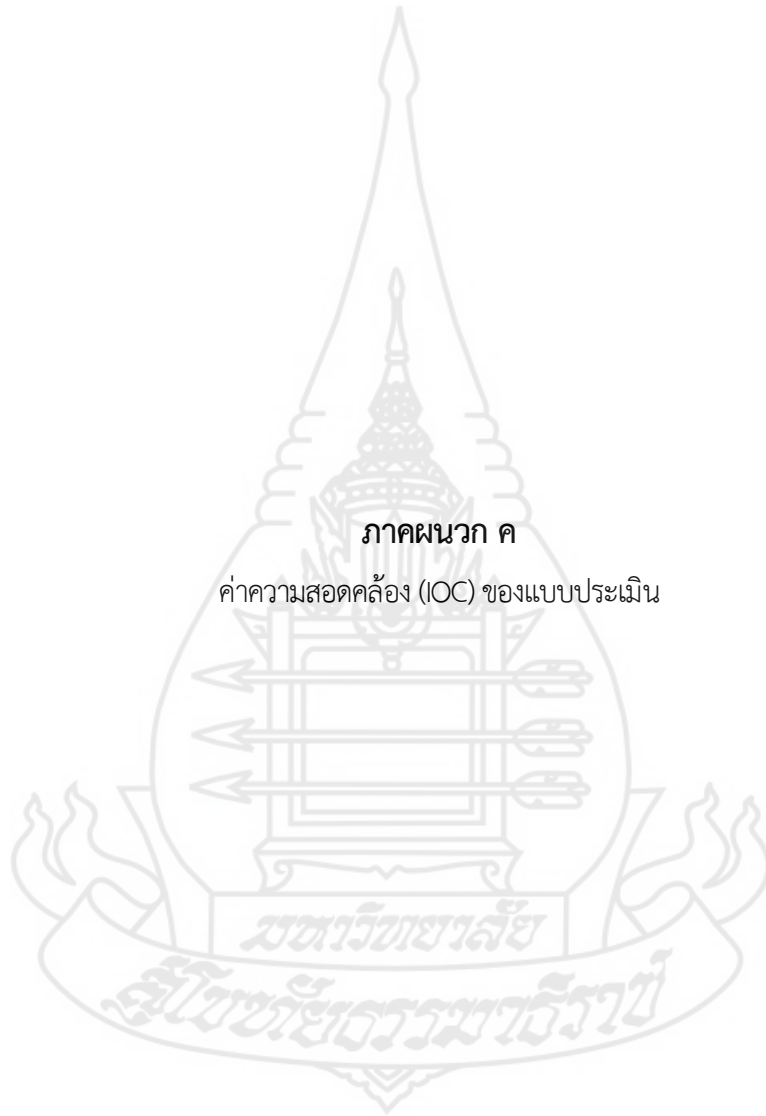 ภาคผนวก ค
ค่าความสอดคล้อง (IOC) ของแบบประเมิน
มหาวิทยาลัย
สุโขทัยธรรมาธิราช